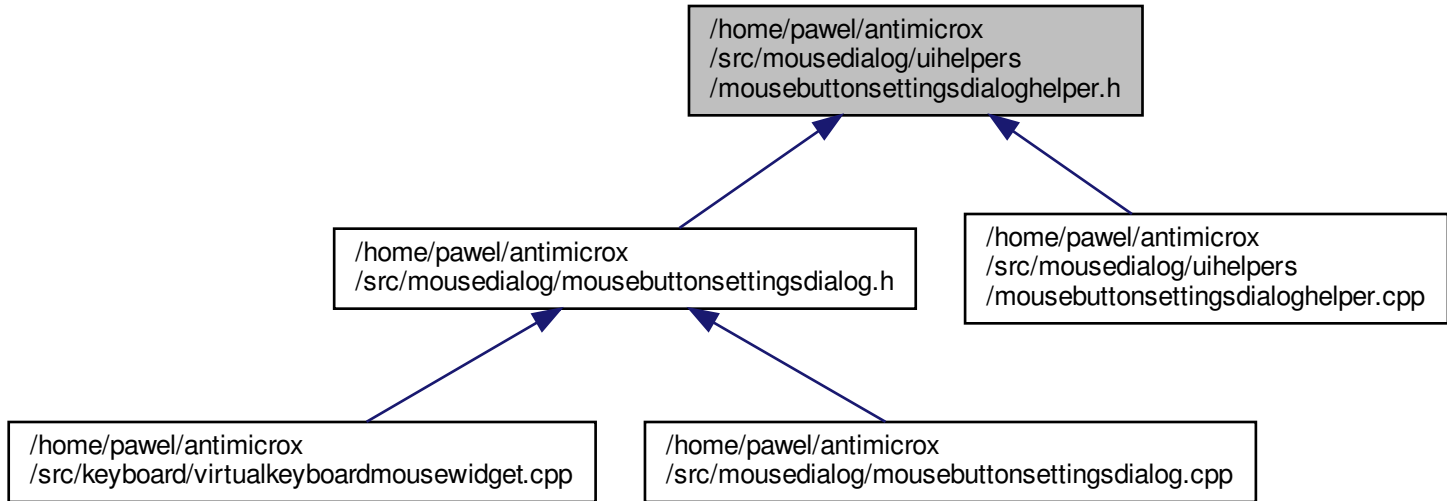 /home/pawel/antimicrox
/src/mousedialog/uihelpers
/mousebuttonsettingsdialoghelper.h
/home/pawel/antimicrox
/src/mousedialog/mousebuttonsettingsdialog.h
/home/pawel/antimicrox
/src/mousedialog/uihelpers
/mousebuttonsettingsdialoghelper.cpp
/home/pawel/antimicrox
/src/keyboard/virtualkeyboardmousewidget.cpp
/home/pawel/antimicrox
/src/mousedialog/mousebuttonsettingsdialog.cpp